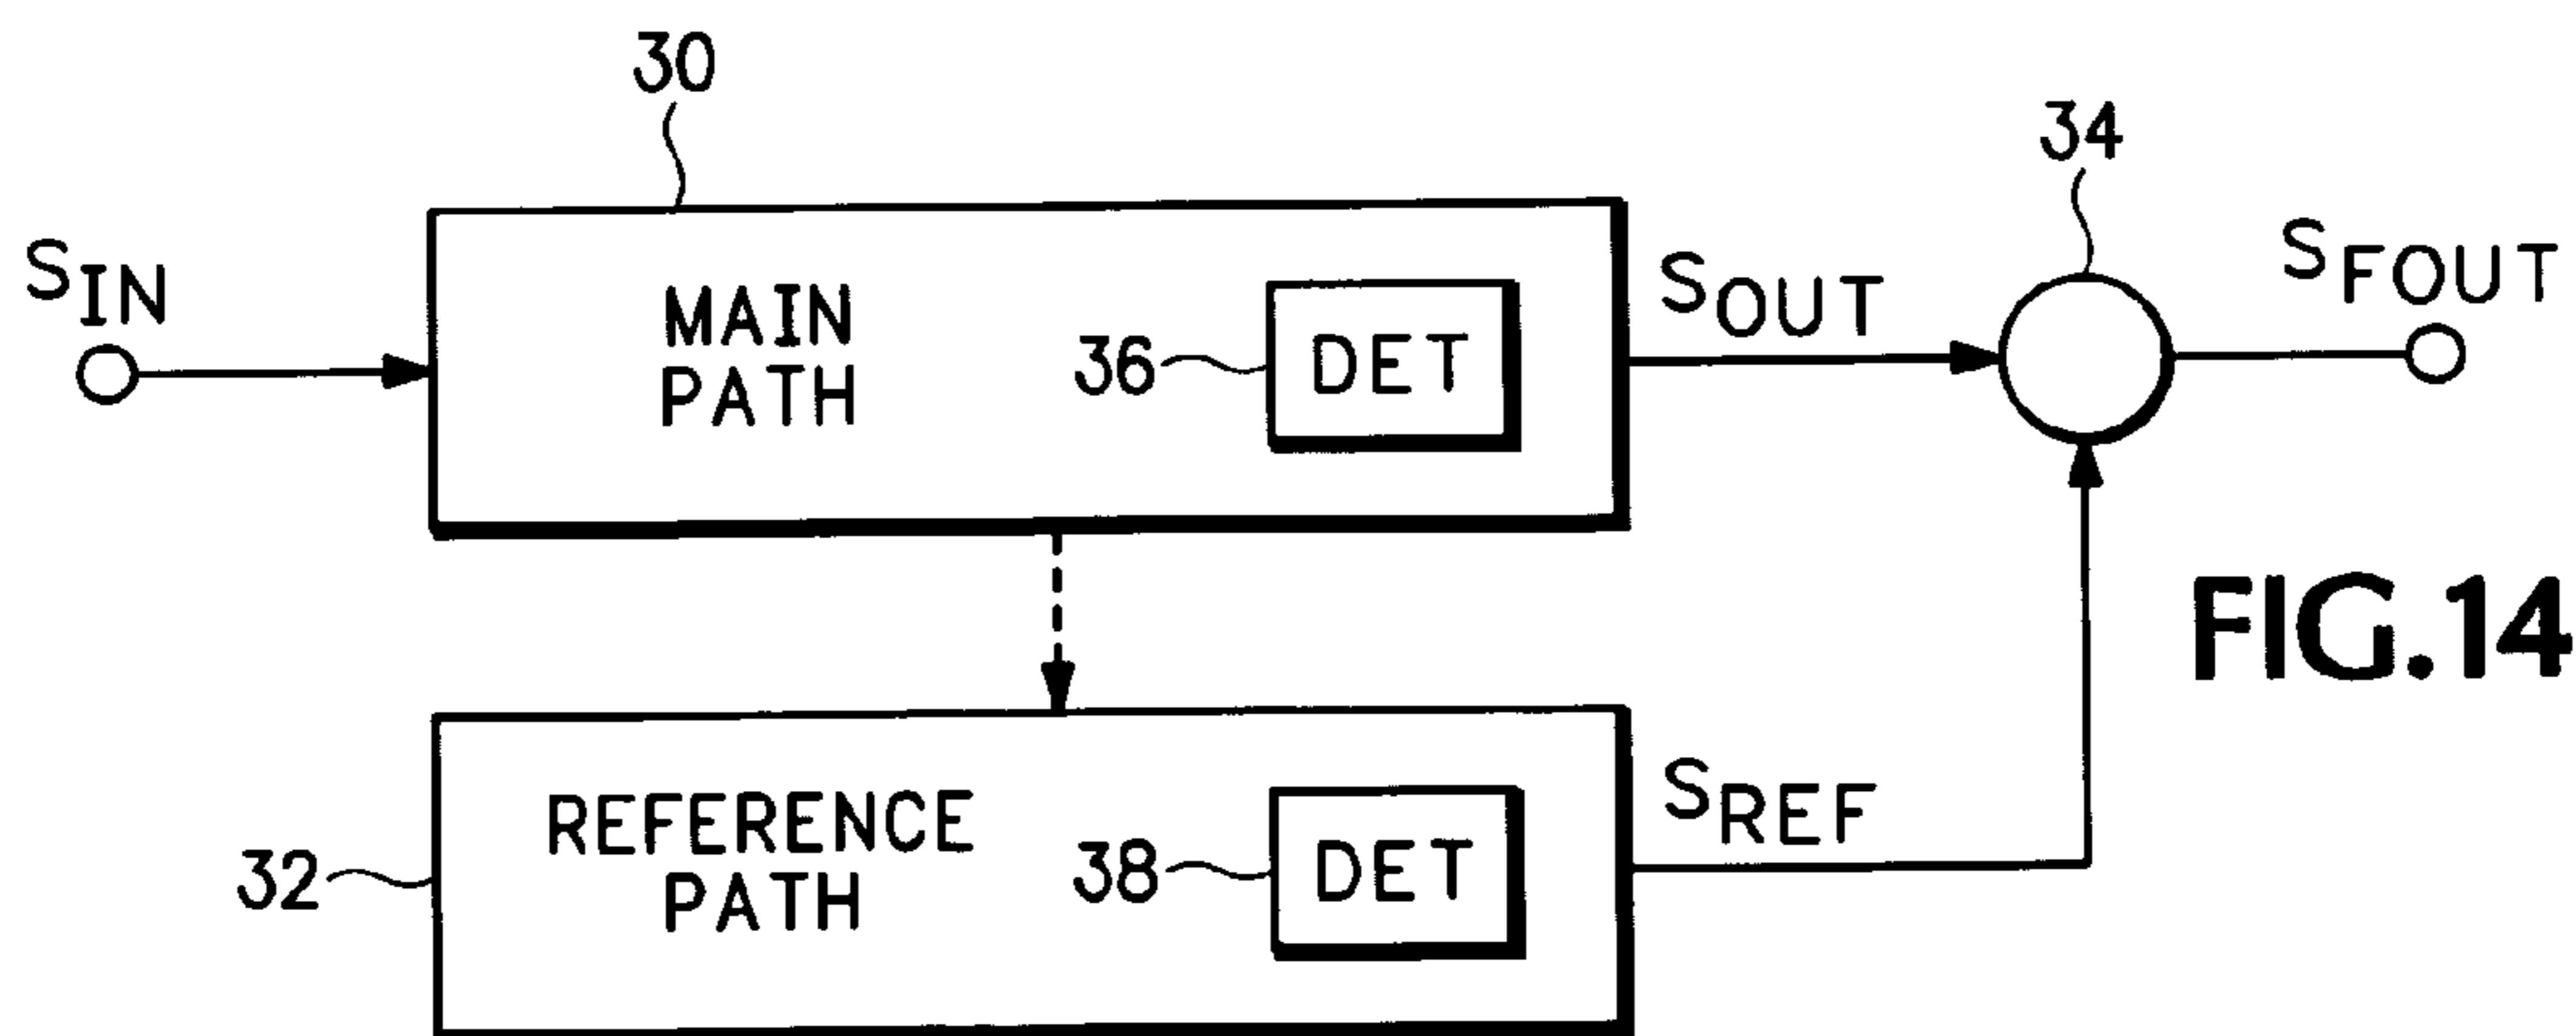 30
34
SIN
MAIN
PATH
36
DET
SOUT
SFOUT
FIG.14
REFERENCE
PATH
32
38
DET
SREF